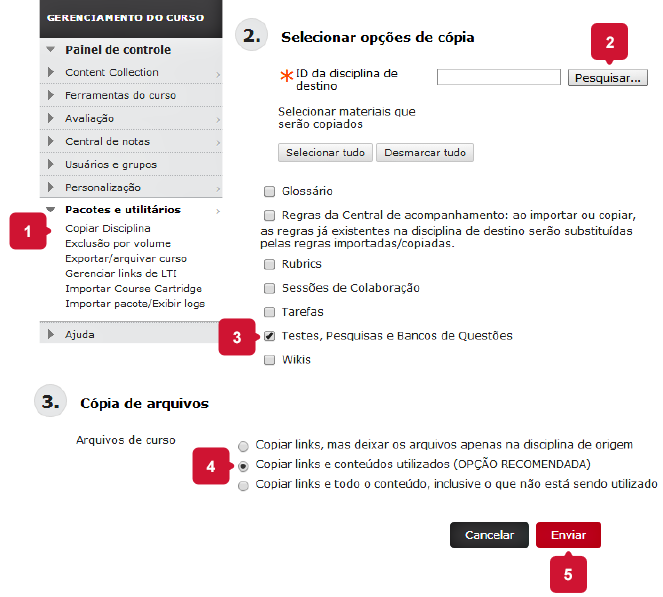 GERENCIAMENTO DO CURSO
Painel de controle
Content Collection
Ferramentas do curso
Avaliação
Central de notas
Usuários e grupos
Personalização
Pacotes e utilitários
1
Copiar Disciplina
Exclusão por volume
Exportar/arquivar curso
Gerenciar links de LTI
Importar Course Cartridge
Importar pacote/Exibir logs
Ajuda
2. Selecionar opções de cópia
2
ID da disciplina de
destino
Pesquisar...
Selecionar materiais que
serão copiados
Selecionar tudo Desmarcar tudo
Glossário
Regras da Central de acompanhamento: ao importar ou copiar,
as regras já existentes na disciplina de destino serão substituídas
pelas regras importadas/copiadas.
Rubrics
Sessões de Colaboração
Tarefas
3 Testes, Pesquisas e Bancos de Questões
Wikis
3. Cópia de arquivos
Arquivos de curso
Copiar links, mas deixar os arquivos apenas na disciplina de origem
4 Copiar links e conteúdos utilizados (OPÇÃO RECOMENDADA)
Copiar links e todo o conteúdo, inclusive o que não está sendo utilizado
Cancelar Enviar
5